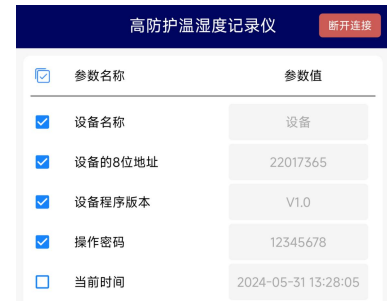 高防护温湿度记录仪 断开连接
参数名称 参数值
设备名称 设备
设备的8位地址 22017365
设备程序版本 V1.0
操作密码 12345678
当前时间 2024-05-31 13:28:05